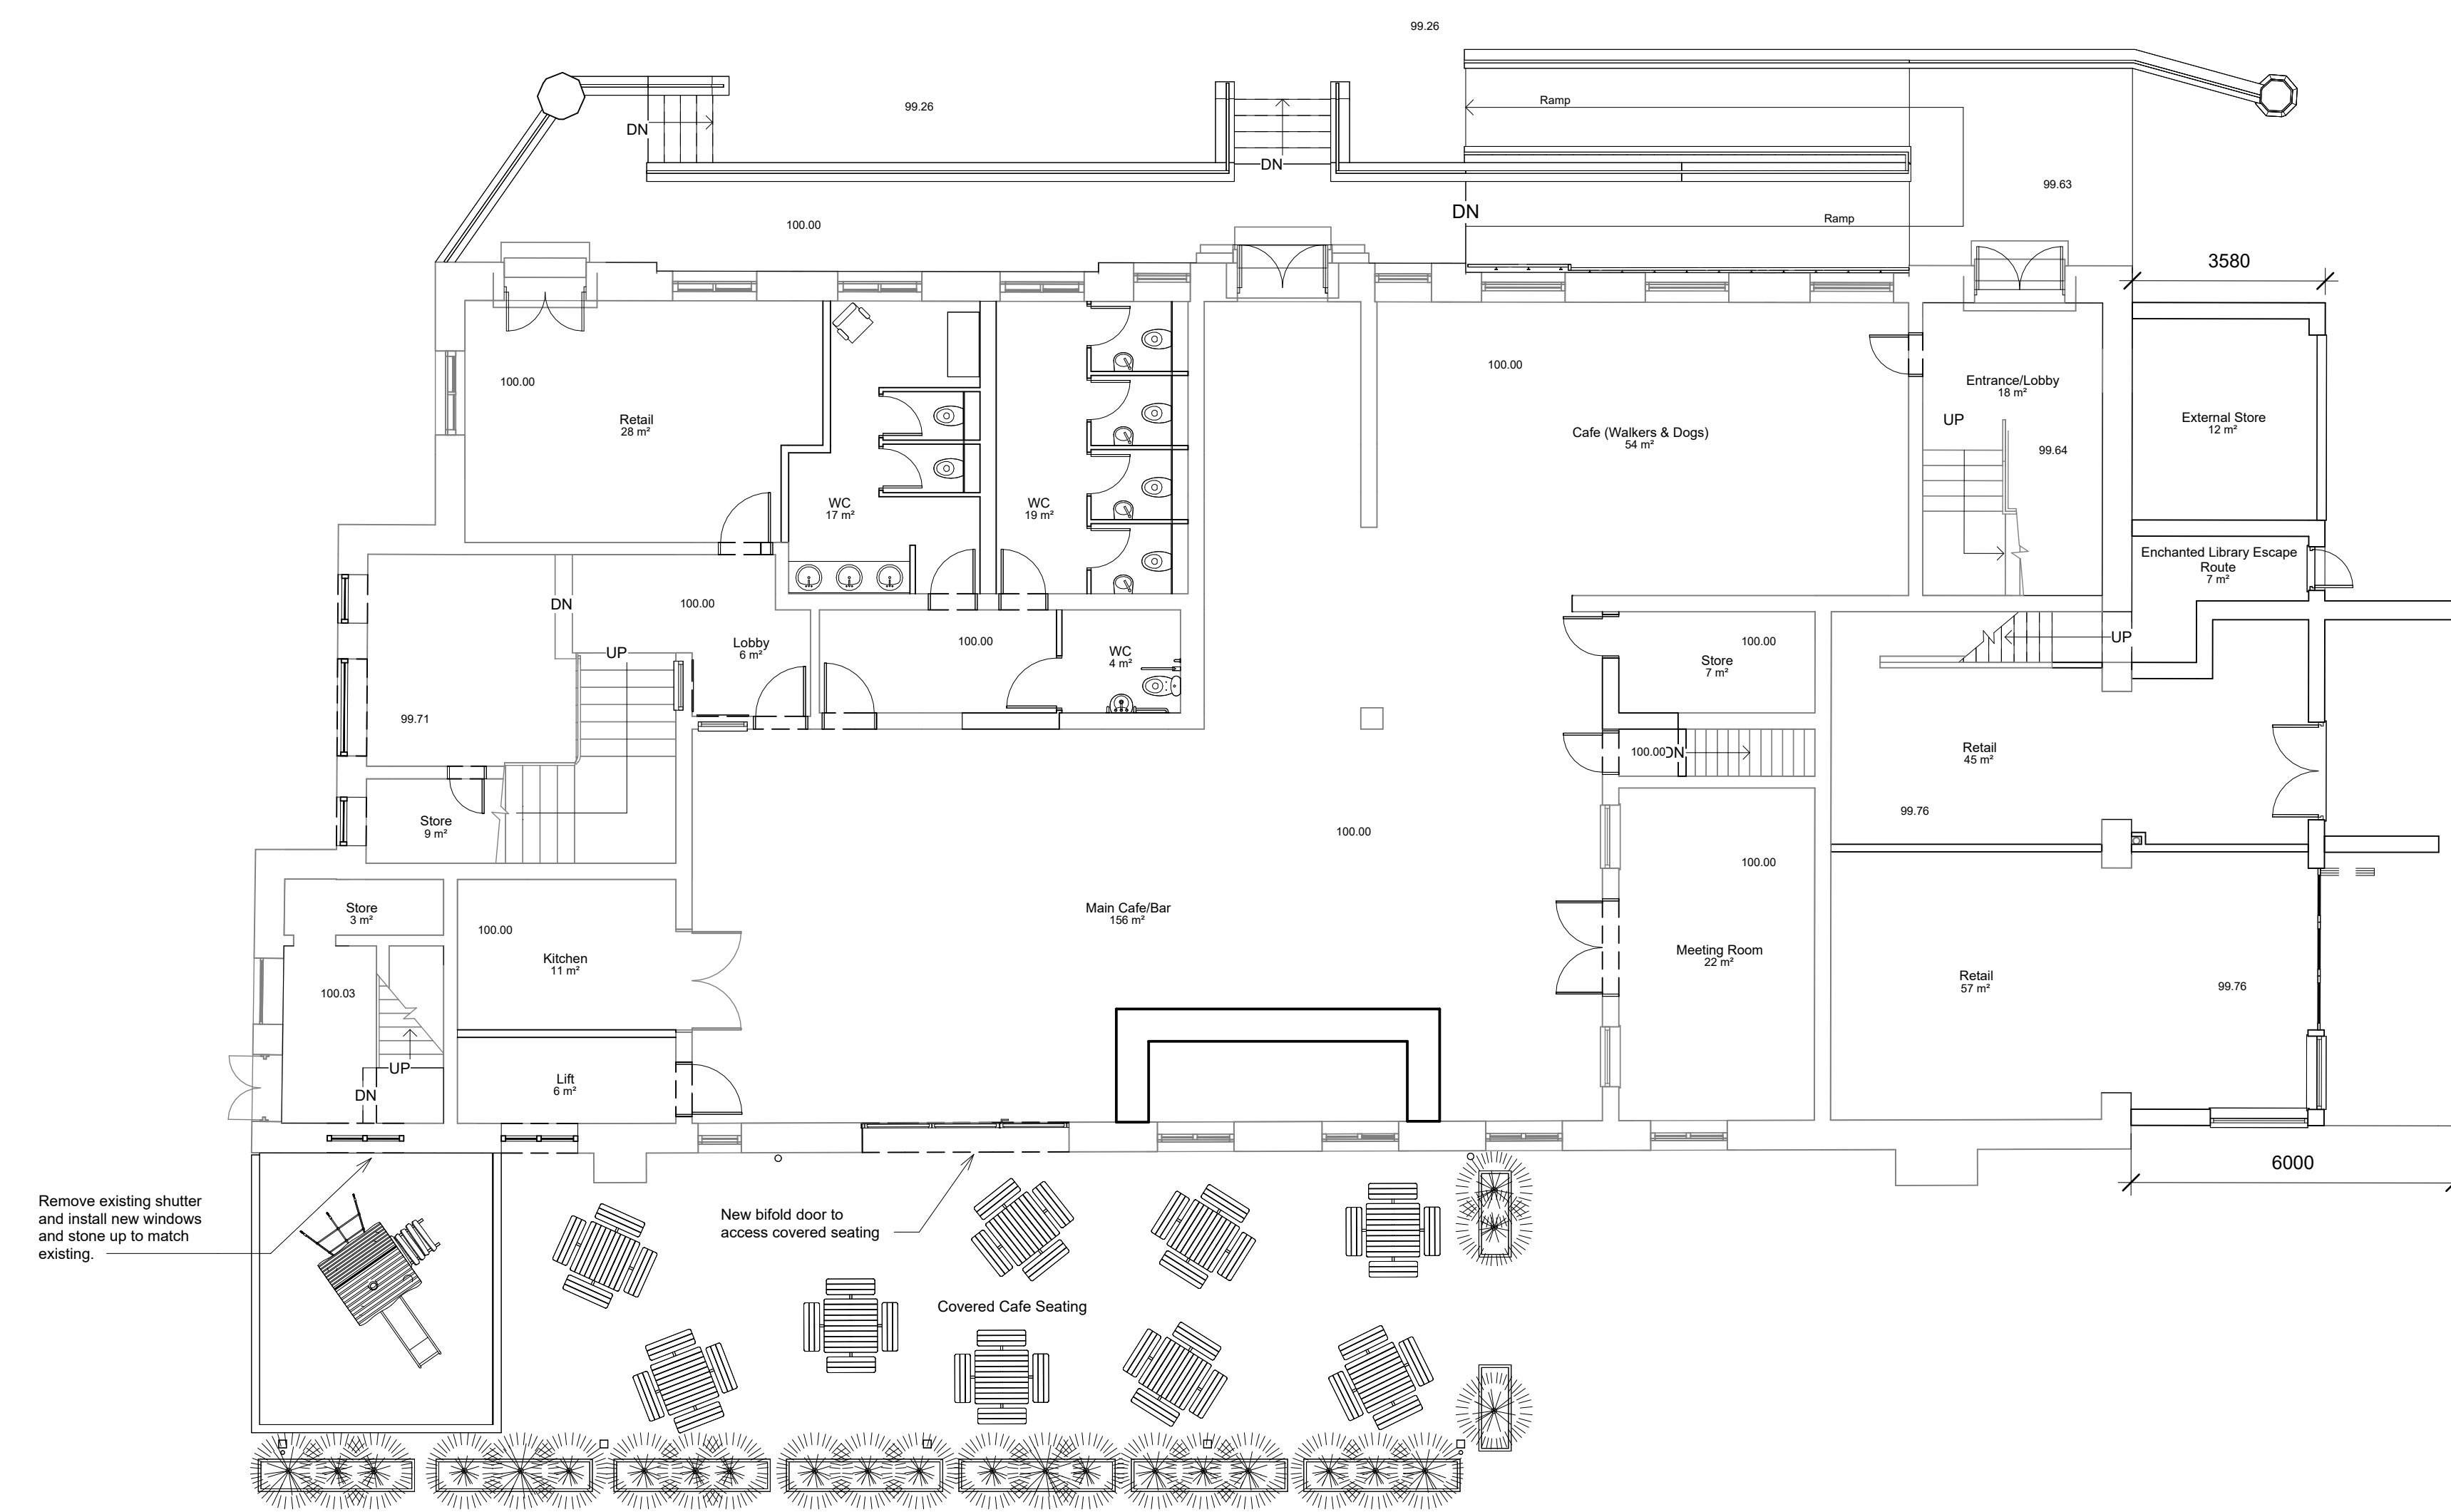 99.26
99.26
Ramp
DN
DN
99.63
DN
100.00
Ramp
3580
100.00
100.00
Entrance/Lobby
18 m²
Retail
28 m²
UP
External Store
12 m²
Cafe (Walkers & Dogs)
54 m²
99.64
WC
17 m²
WC
19 m²
Enchanted Library Escape
Route
7 m²
DN
100.00
Lobby
6 m²
100.00
UP
WC
4 m²
100.00
Store
7 m²
UP
99.71
100.00
DN
Retail
45 m²
99.76
Store
9 m²
100.00
100.00
Store
3 m²
Main Cafe/Bar
156 m²
100.00
Kitchen
11 m²
Meeting Room
22 m²
100.03
Retail
57 m²
99.76
UP
Lift
6 m²
DN
6000
Remove existing shutter
and install new windows
and stone up to match
existing.
New bifold door to
access covered seating
Covered Cafe Seating